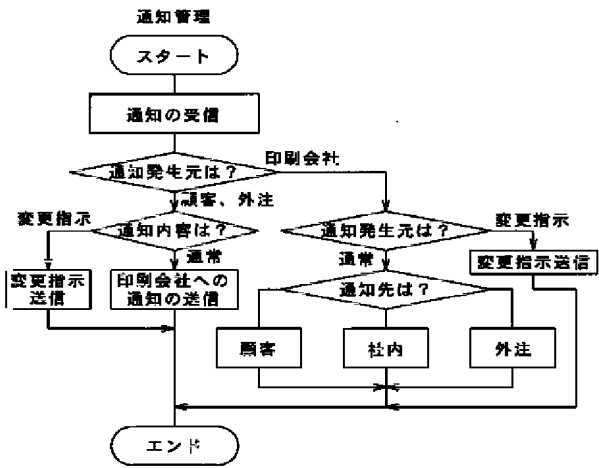 通知管理
スタート
通知の受信
通知発生元は?
印刷会社
顧客、外注
変更指示
通知内容は?
通常
変更指示
送信
印刷会社への
通知の送信
通知発生元は?
変更指示
通常
変更指示送信
通知先は?
顧客
社内
外注
エンド